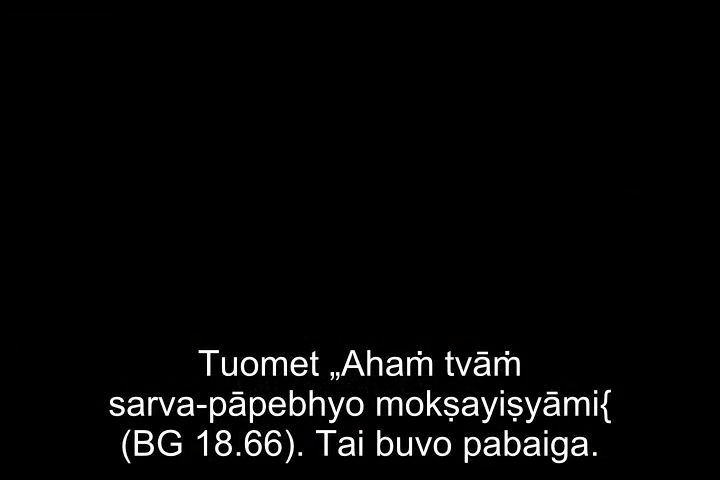 Tuomet „Ahaṁ tvāṁ
sarva-pāpebhyo mokṣayiṣyāmi{
(BG 18.66). Tai buvo pabaiga.